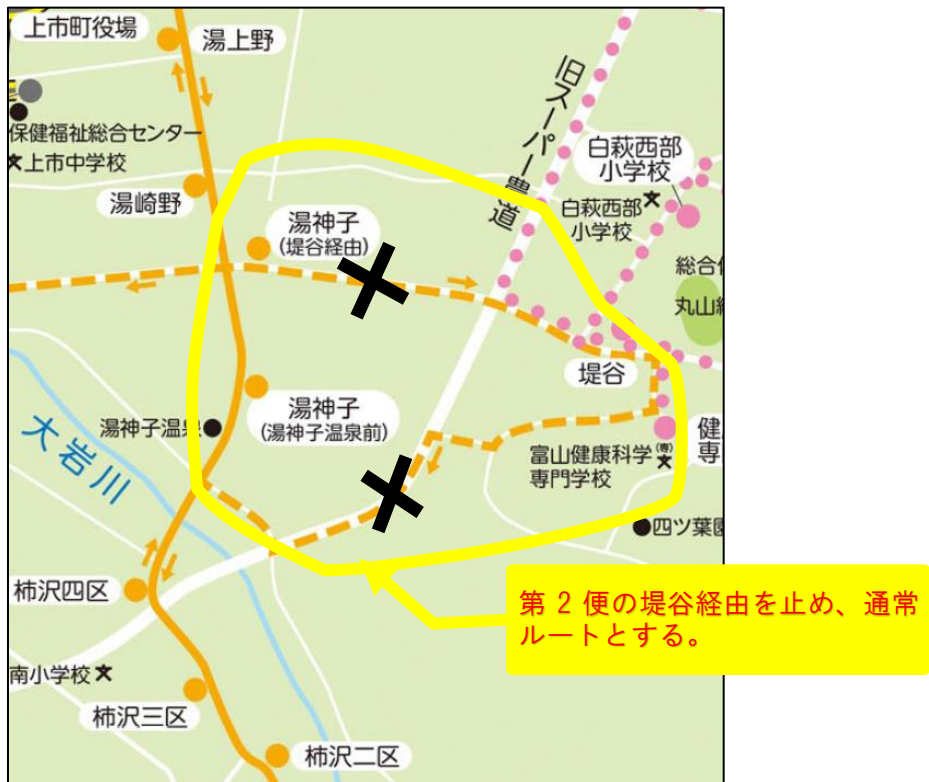 上市町役場
湯上野
保健福祉総合センター
上市中学校
湯崎野
湯神子
(堤谷経由)
旧スーパー農道
白萩西部
小学校
白萩西部
小学校
総合
丸山
堤谷
湯神子
(湯神子温泉前)
湯神子温泉
大岩川
富山健康科学(専)
専門学校
健
専
四ツ葉園
柿沢四区
第2便の堤谷経由を止め、通常
ルートとする。
南小学校
柿沢三区
柿沢二区